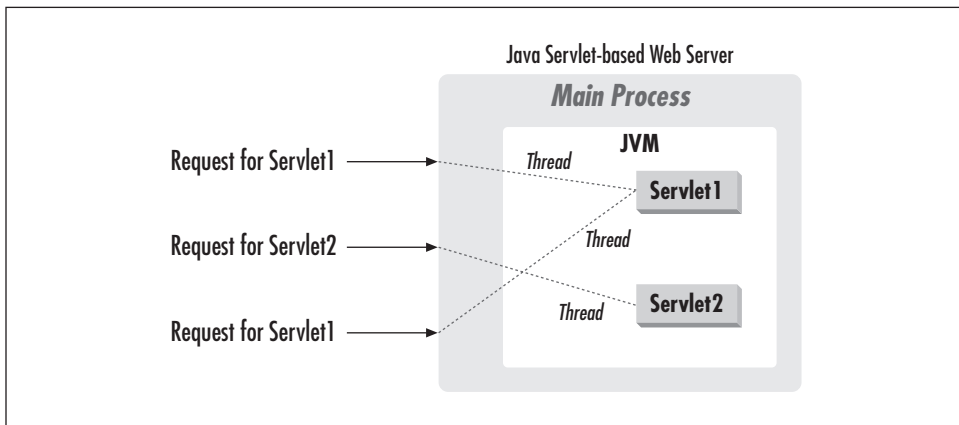 Java Servlet-based Web Server
Main Process
JVM
Request for Servlet1
Thread
Servlet1
Request for Servlet2
Thread
Thread
Servlet2
Request for Servlet1